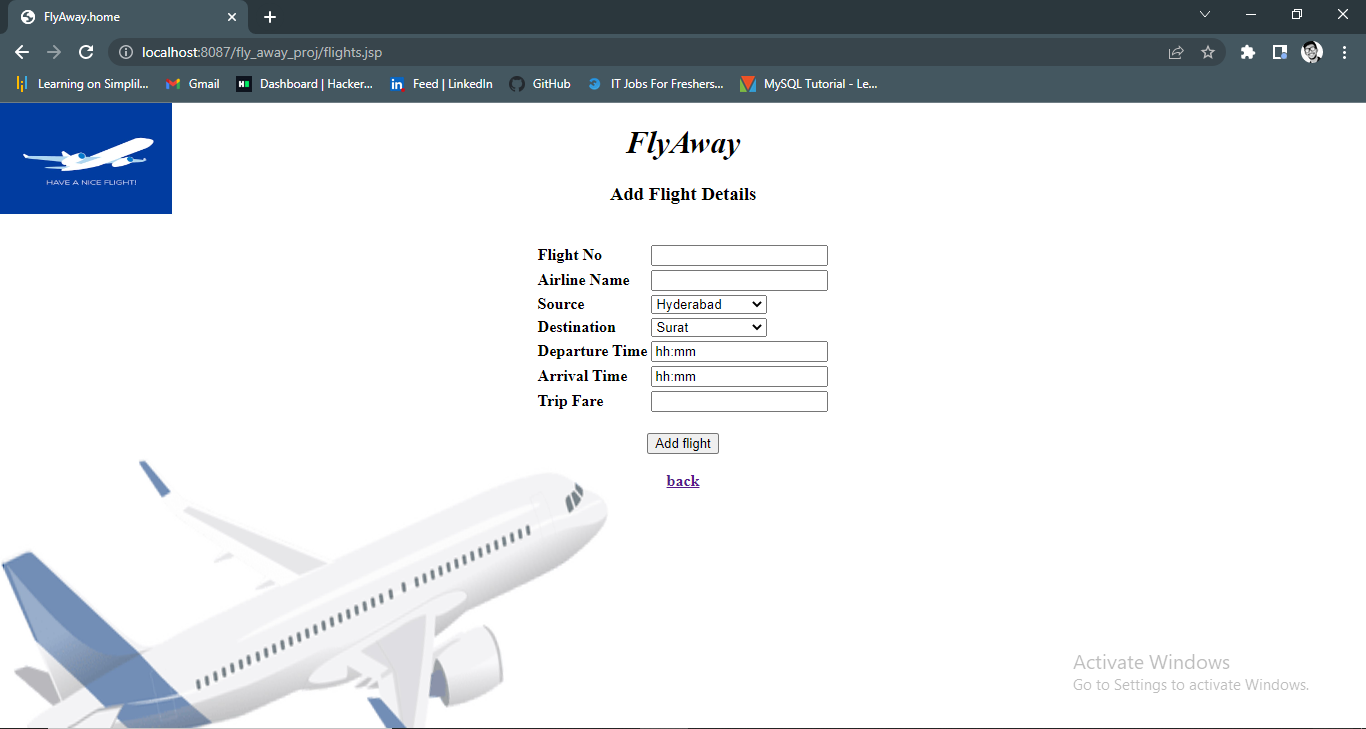 FlyAway.home
localhost:8087/fly_away_proj/flights.jsp
Learning on Simplil... Gmail Dashboard | Hacker... Feed | LinkedIn GitHub IT Jobs For Freshers... MySQL Tutorial - Le...
HAVE A NICE FLIGHT!
FlyAway
Add Flight Details
Flight No
Airline Name
Source Hyderabad
Destination Surat
Departure Time hh:mm
Arrival Time hh:mm
Trip Fare
Add flight
back
Activate Windows
Go to Settings to activate Windows.